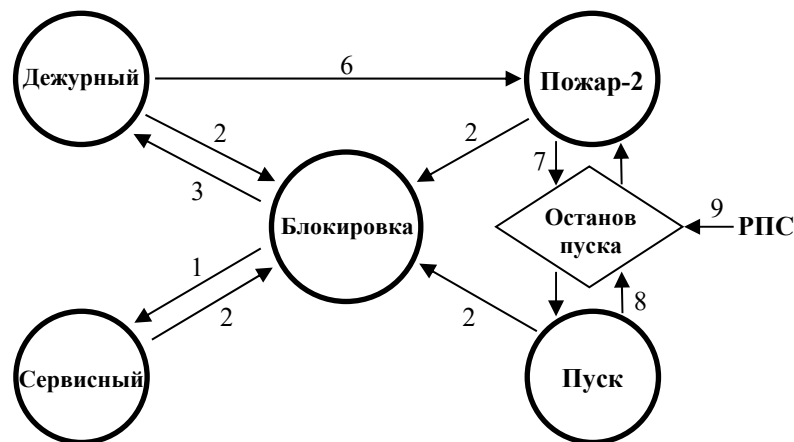 Дежурный
6
Пожар-2
2
3
2
7
Блокировка
Останов
пуска
9
РПС
1
2
2
8
Сервисный
Пуск